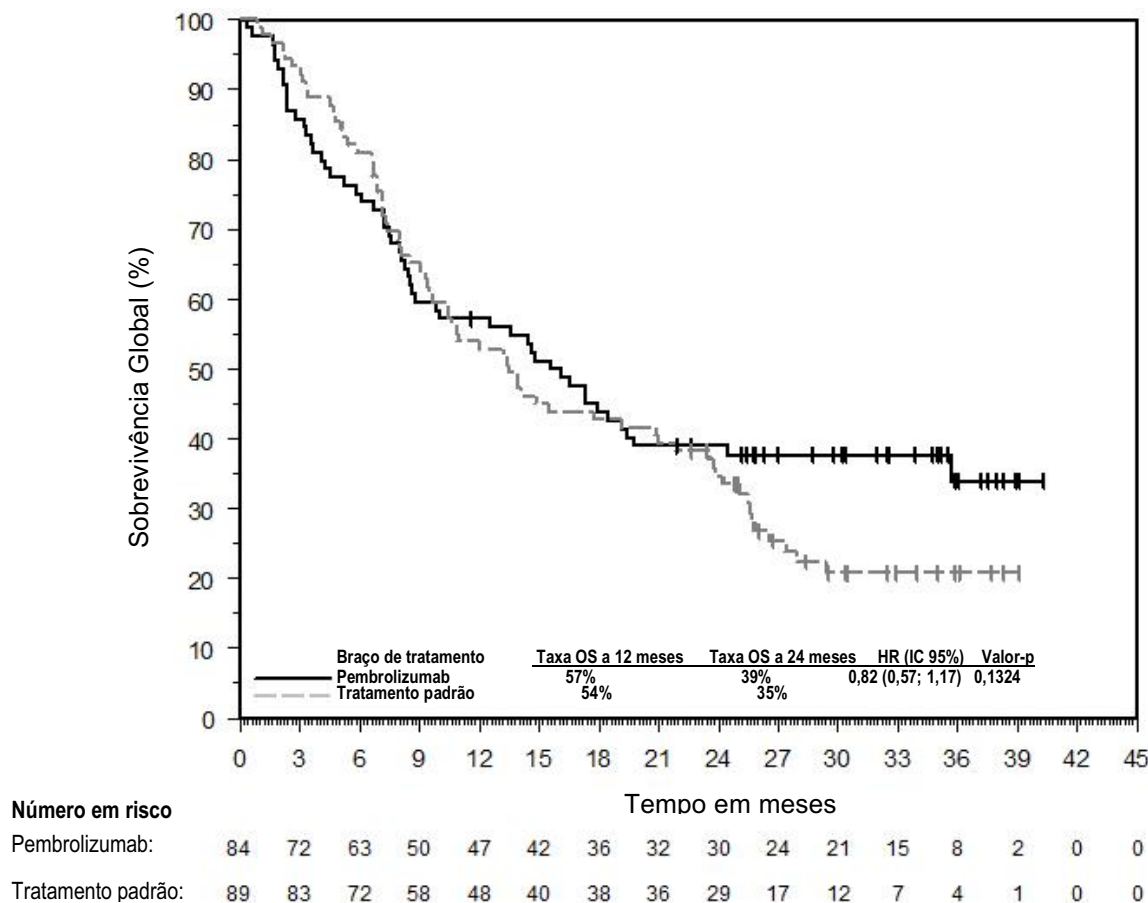 100
90
80
70
60
50
40
30
20
10
0
Sobrevivência Global (%)
Braço de tratamento Taxa OS a 12 meses Taxa OS a 24 meses HR (IC 95%) Valor-p
Pembrolizumab 57% 39% 0,82 (0,57; 1,17) 0,1324
Tratamento padrão 54% 35%
0 3 6 9 12 15 18 21 24 27 30 33 36 39 42 45
Tempo em meses
Número em risco
Pembrolizumab: 84 72 63 50 47 42 36 32 30 24 21 15 8 2 0 0
Tratamento padrão: 89 83 72 58 48 40 38 36 29 17 12 7 4 1 0 0